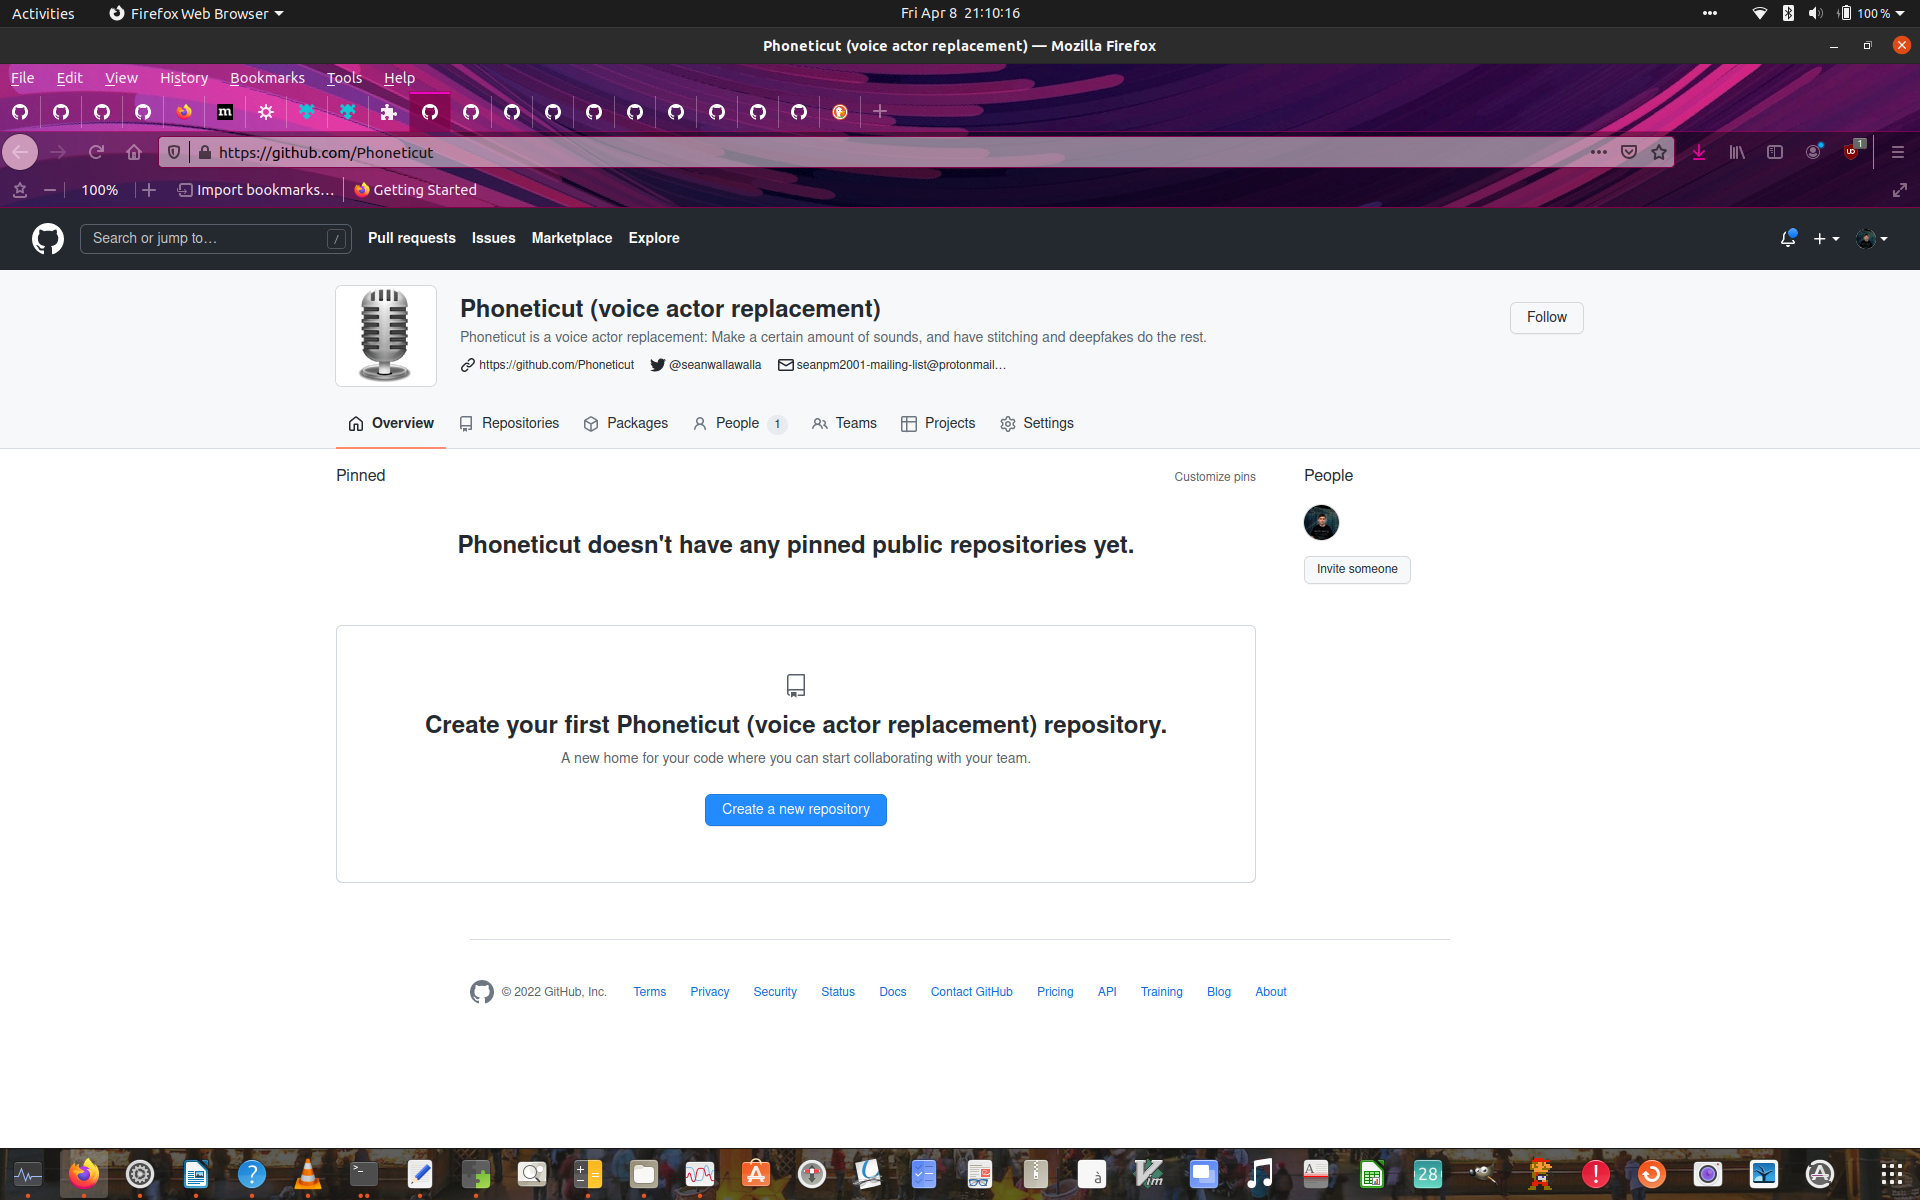 Activities Firefox Web Browser Fri Apr 8 21:10:16 100 %
Phoneticut (voice actor replacement) — Mozilla Firefox
File Edit View History Bookmarks Tools Help
https://github.com/Phoneticut 1
100% Import bookmarks… Getting Started
Search or jump to… / Pull requests Issues Marketplace Explore
Phoneticut (voice actor replacement)
Follow
Phoneticut is a voice actor replacement: Make a certain amount of sounds, and have stitching and deepfakes do the rest.
https://github.com/Phoneticut @seanwallawalla seanpm2001-mailing-list@protonmail…
Overview Repositories Packages People 1 Teams Projects Settings
Pinned Customize pins People
Phoneticut doesn't have any pinned public repositories yet.
Invite someone
Create your first Phoneticut (voice actor replacement) repository.
A new home for your code where you can start collaborating with your team.
Create a new repository
© 2022 GitHub, Inc. Terms Privacy Security Status Docs Contact GitHub Pricing API Training Blog About
28